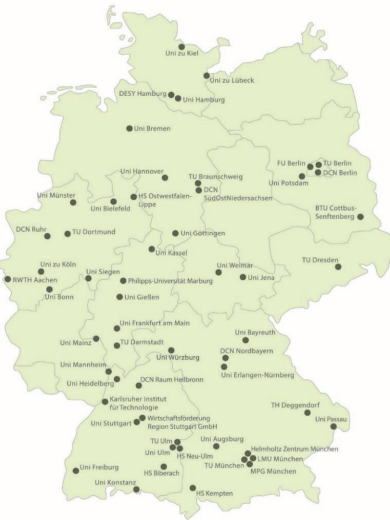 Uni zu Kiel
Uni zu Lübeck
DESY Hamburg
Uni Hamburg
Uni Bremen
FU Berlin
TU Berlin
DCN Berlin
Uni Potsdam
Uni Hannover
TU Braunschweig
DCN
SüdOstNiedersachsen
HS Ostwestfalen-
Lippe
Uni Münster
Uni Bielefeld
BTU Cottbus-
Senftenberg
DCN Ruhr
TU Dortmund
Uni Göttingen
Uni Kassel
TU Dresden
Uni zu Köln
RWTH Aachen
Uni Siegen
Uni Weimar
Uni Jena
Philipps-Universität Marburg
Uni Bonn
Uni Gießen
Uni Frankfurt am Main
Uni Mainz
TU Darmstadt
Uni Würzburg
Uni Bayreuth
DCN Nordbayern
Uni Erlangen-Nürnberg
Uni Mannheim
Uni Heidelberg
DCN Raum Heilbronn
Karlsruher Institut
für Technologie
TH Deggendorf
Uni Passau
Uni Stuttgart
Wirtschaftsförderung
Region Stuttgart GmbH
TU Ulm
Uni Ulm
HS Neu-Ulm
Uni Augsburg
Helmholtz Zentrum München
LMU München
TU München
MPG München
Uni Freiburg
HS Biberach
Uni Konstanz
HS Kempten